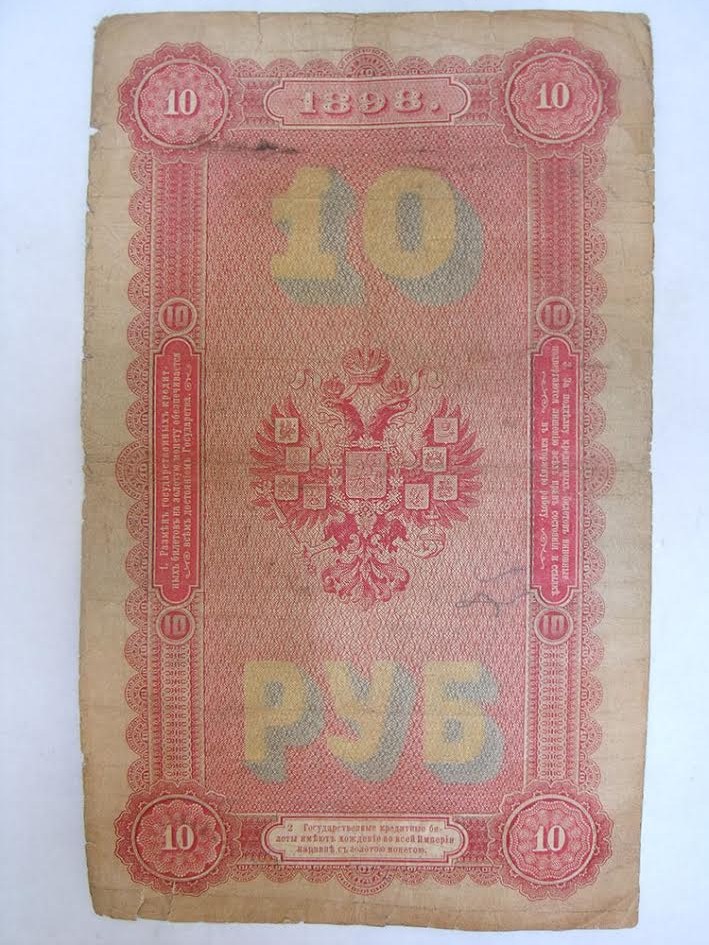 10
1898.
10
10
10
10
1. Размѣнъ государственныхъ кредит-
ныхъ билетовъ на золотую монету обезпечивается
всѣмъ достояніемъ Государства.
3. За поддѣлку кредитныхъ билетовъ виновные
подвергаются лишенію всѣхъ правъ состоянія и ссылкѣ
въ каторжную работу.
10
10
РУБ
10
2 Государственные кредитные би-
леты имѣютъ хожденіе во всей Имперіи
наравнѣ съ золотою монетою.
10